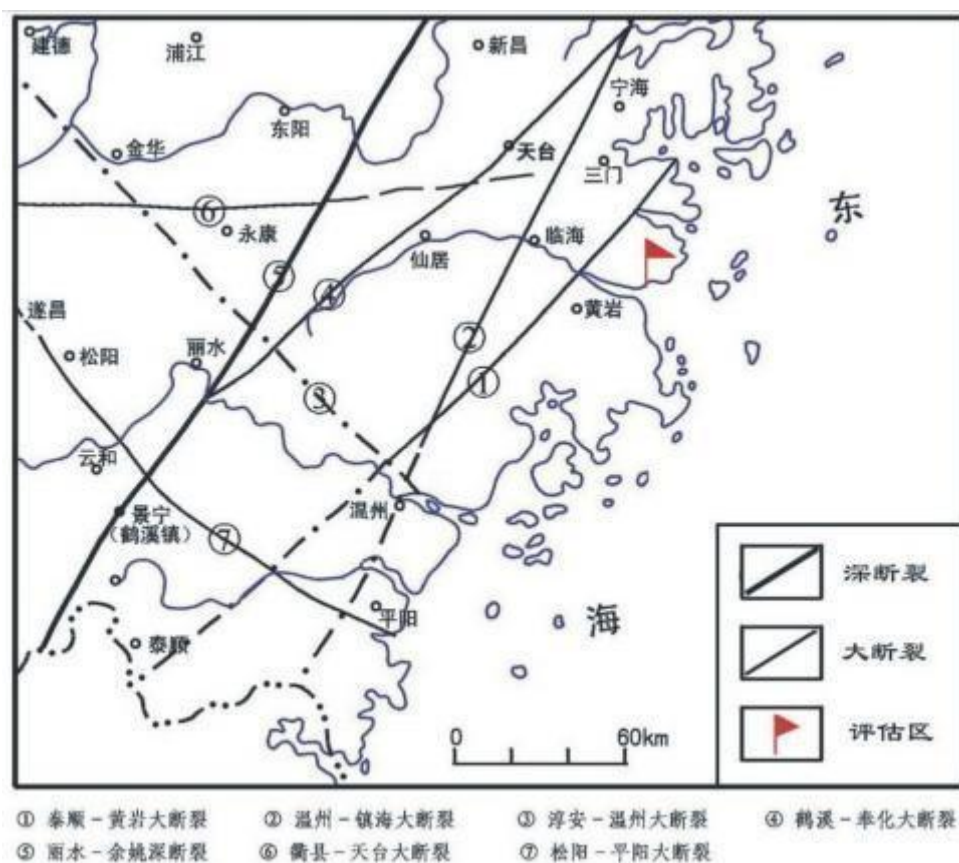 建德
浦江
新昌
宁海
东阳
金华
天台
三门
东
⑥
永康
仙居
临海
⑤
④
黄岩
遂昌
松阳
丽水
②
①
③
云和
温州
景宁
（鹤溪镇）
⑦
深断裂
平阳
海
泰顺
大断裂
评估区
0 60km
① 泰顺－黄岩大断裂 ② 温州－镇海大断裂 ③ 淳安－温州大断裂 ④ 鹤溪－奉化大断裂
⑤ 丽水－余姚深断裂 ⑥ 衢县－天台大断裂 ⑦ 松阳－平阳大断裂